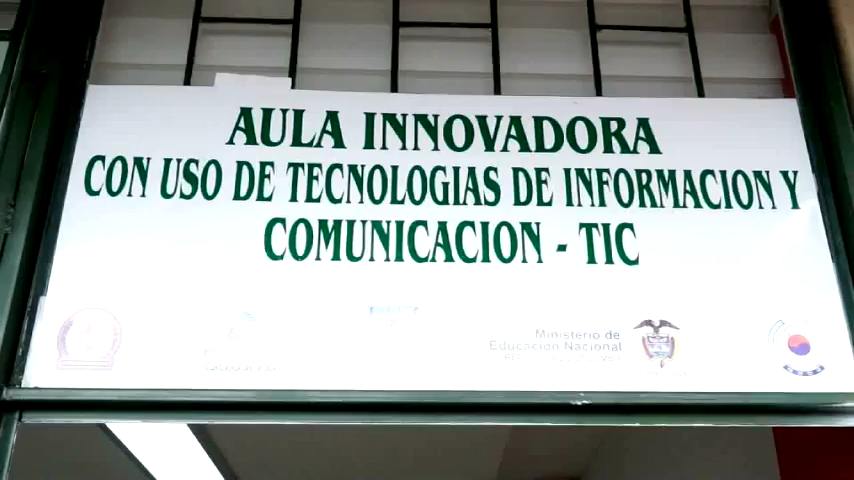 AULA INNOVADORA
CON USO DE TECNOLOGIAS DE INFORMACION Y
COMUNICACION - TIC
Ministerio de
Educación Nacional